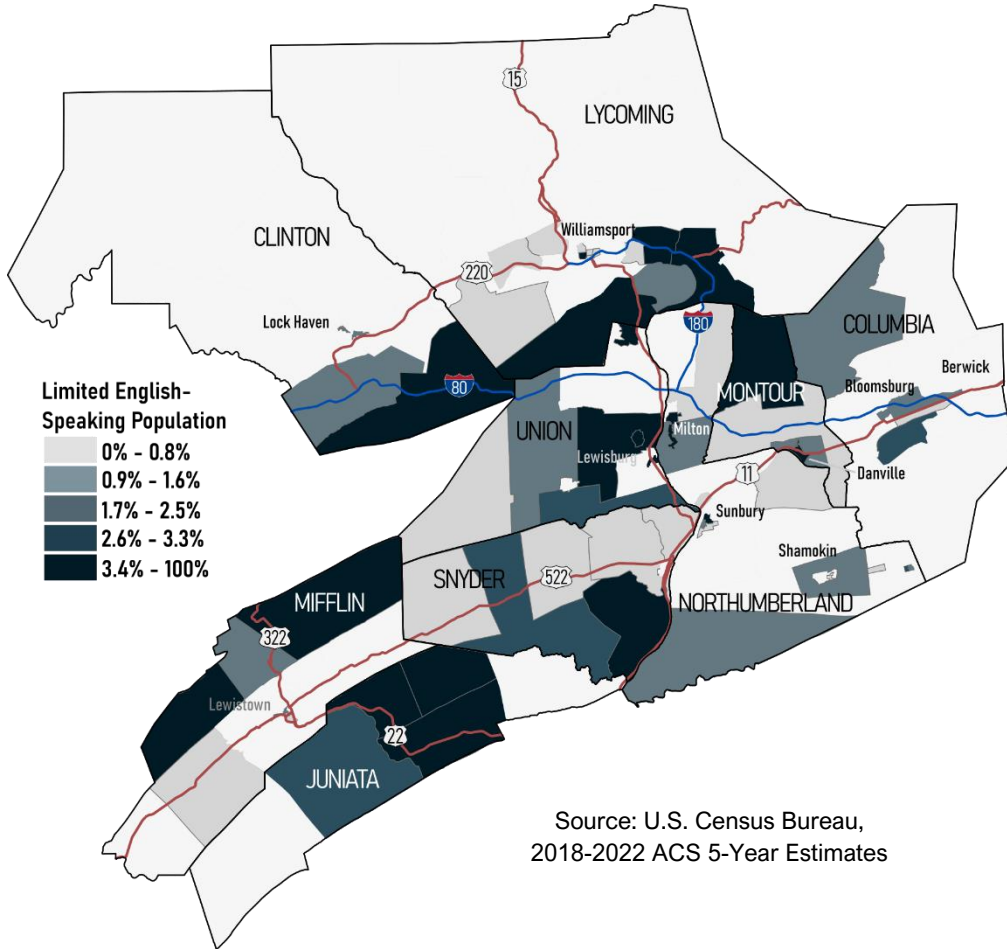 15
LYCOMING
Williamsport
CLINTON
220
Lock Haven
180
COLUMBIA
80
Berwick
Bloomsburg
MONTOUR
Limited English-
Speaking Population
0% - 0.8%
0.9% - 1.6%
1.7% - 2.5%
2.6% - 3.3%
3.4% - 100%
UNION
Milton
Lewisburg
11
Danville
Sunbury
Shamokin
SNYDER
522
MIFFLIN
NORTHUMBERLAND
322
Lewistown
22
JUNIATA
Source: U.S. Census Bureau,
2018-2022 ACS 5-Year Estimates